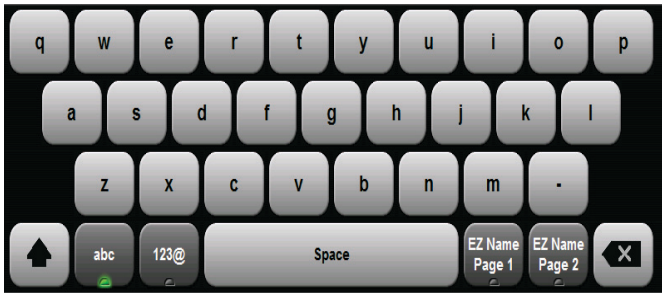 q w e r t y u i o p
a s d f g h j k l
z x c v b n m -
abc 123@ Space EZ Name Page 1 EZ Name Page 2 X